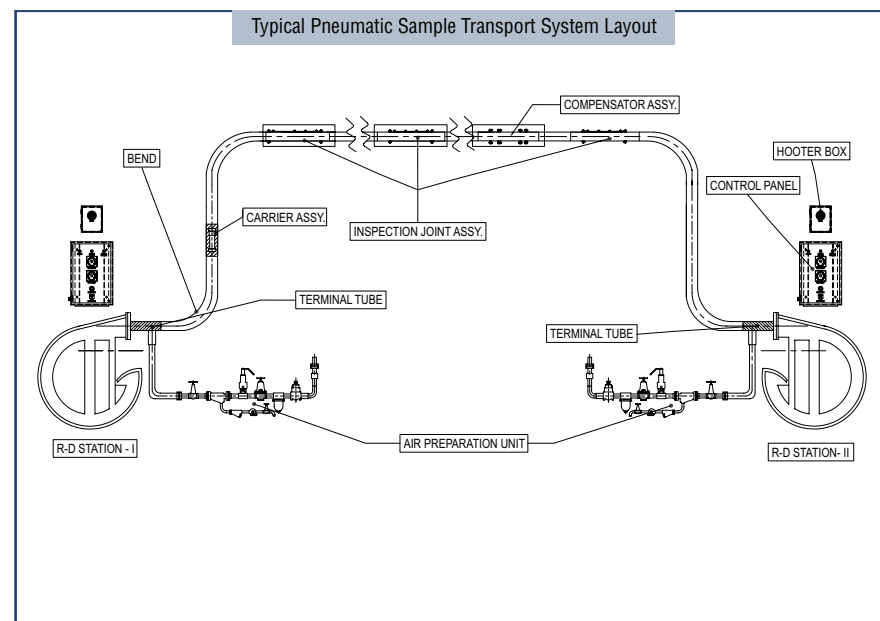 Typical Pneumatic Sample Transport System Layout
COMPENSATOR ASSY.
BEND
HOOTER BOX
CONTROL PANEL
CARRIER ASSY.
INSPECTION JOINT ASSY.
TERMINAL TUBE
TERMINAL TUBE
AIR PREPARATION UNIT
R-D STATION - I
R-D STATION- II